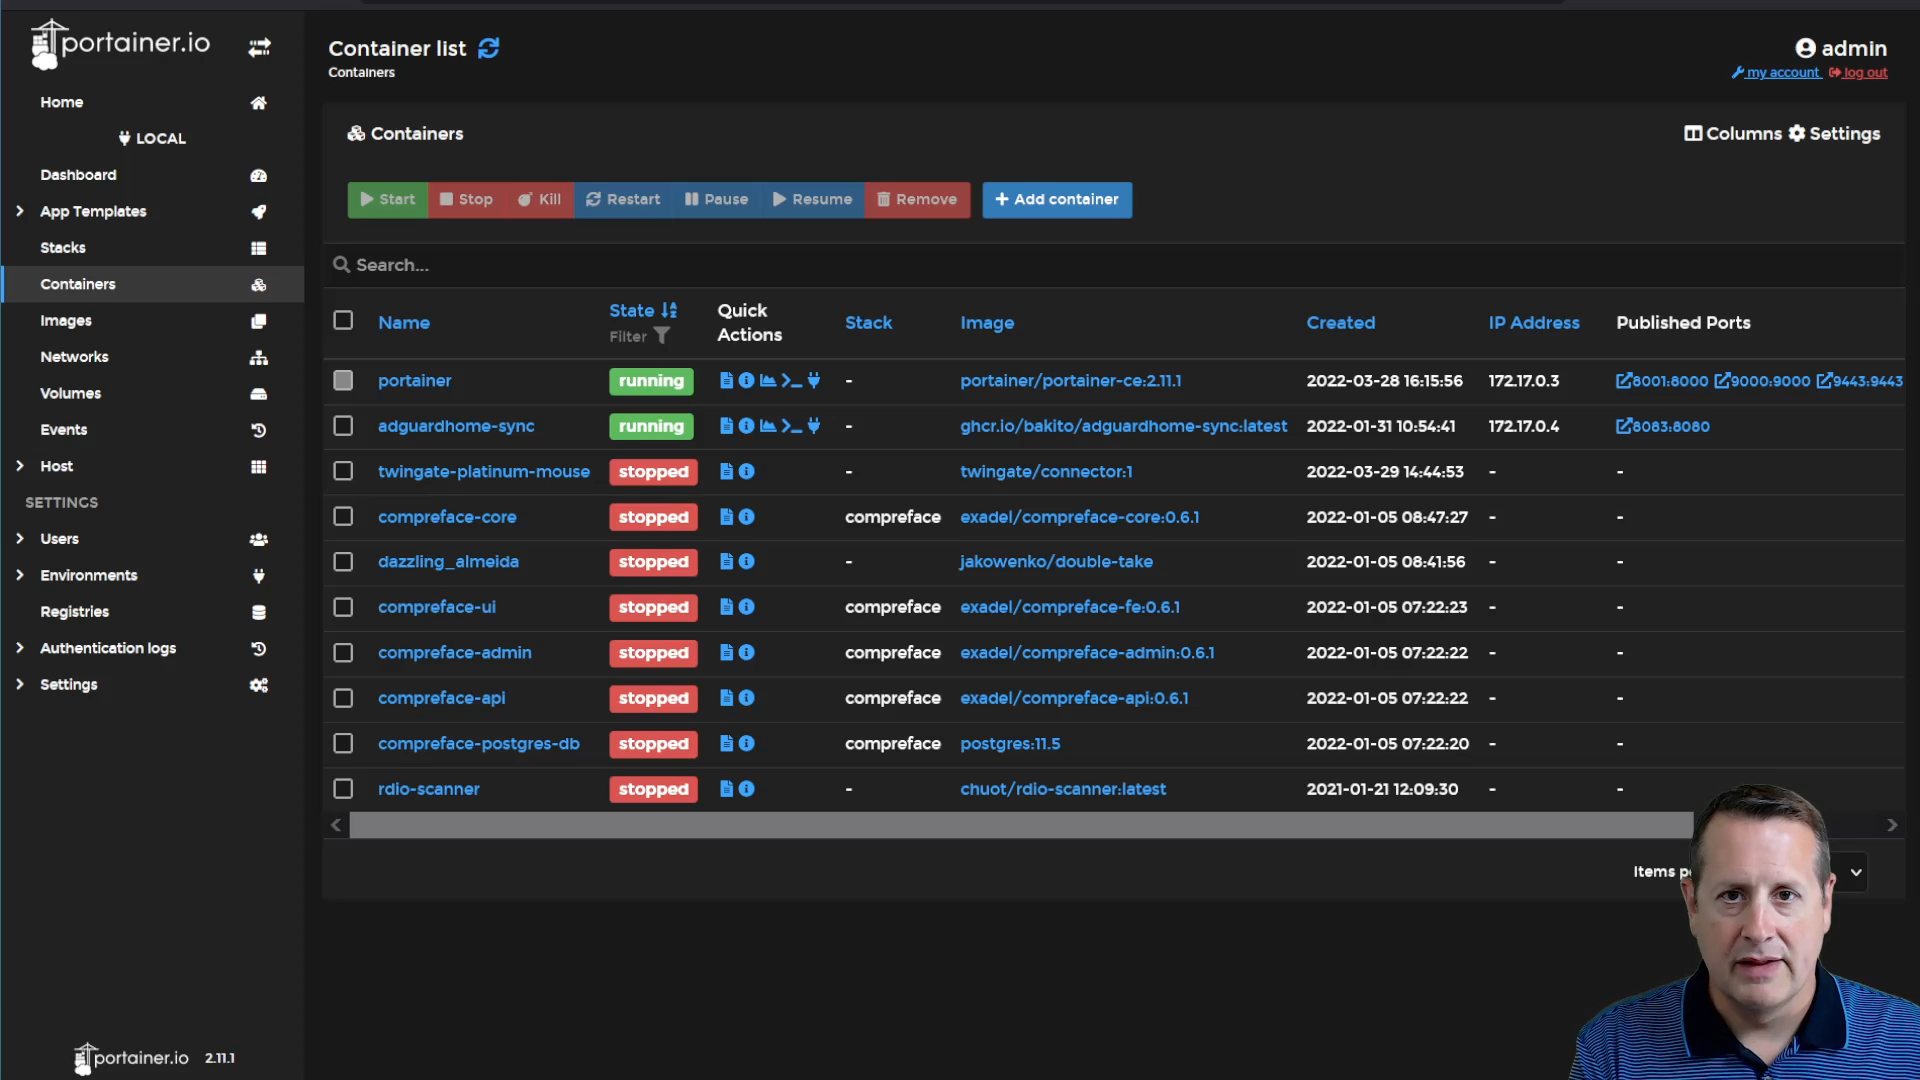 portainer.io
Home
LOCAL
Dashboard
App Templates
Stacks
Containers
Images
Networks
Volumes
Events
Host
SETTINGS
Users
Environments
Registries
Authentication logs
Settings
portainer.io 2.11.1
Container list
Containers
admin
my account log out
Containers
Columns Settings
Start Stop Kill Restart Pause Resume Remove Add container
Search...
Name State Filter Quick Actions Stack Image Created IP Address Published Ports
portainer running - portainer/portainer-ce:2.11.1 2022-03-28 16:15:56 172.17.0.3 8001:8000 9000:9000 9443:9443
adguardhome-sync running - ghcr.io/bakito/adguardhome-sync:latest 2022-01-31 10:54:41 172.17.0.4 8083:8080
twingate-platinum-mouse stopped - twingate/connector:1 2022-03-29 14:44:53 - -
compreface-core stopped compreface exadel/compreface-core:0.6.1 2022-01-05 08:47:27 - -
dazzling_almeida stopped - jakowenko/double-take 2022-01-05 08:41:56 - -
compreface-ui stopped compreface exadel/compreface-fe:0.6.1 2022-01-05 07:22:23 - -
compreface-admin stopped compreface exadel/compreface-admin:0.6.1 2022-01-05 07:22:22 - -
compreface-api stopped compreface exadel/compreface-api:0.6.1 2022-01-05 07:22:22 - -
compreface-postgres-db stopped compreface postgres:11.5 2022-01-05 07:22:20 - -
rdio-scanner stopped - chuot/rdio-scanner:latest 2021-01-21 12:09:30 - -
Items